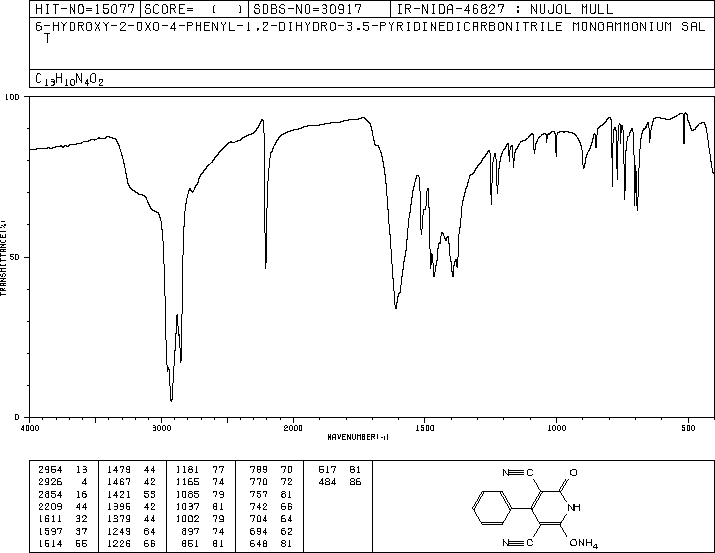 HIT-NO=15077 SCORE= ( ) SDBS-NO=30917 IR-NIDA-46827 : NUJOL MULL
6-HYDROXY-2-OXO-4-PHENYL-1,2-DIHYDRO-3,5-PYRIDINEDICARBONITRILE MONOAMMONIUM SAL
T
C13H10N4O2
100
50
0
TRANSMITTANCE(%)
4000 3000 2000 1500 1000 500
WAVENUMBER(-1)
2954 13 1479 44 1181 77 789 70 517 81
2926 4 1467 42 1165 74 770 72 484 86
2854 16 1421 55 1085 79 757 81
2209 44 1396 42 1037 81 742 66
1611 32 1379 44 1002 79 704 64
1597 37 1249 64 897 74 694 62
1514 55 1226 66 851 81 648 81
N≡C
O
NH
N≡C
ONH4